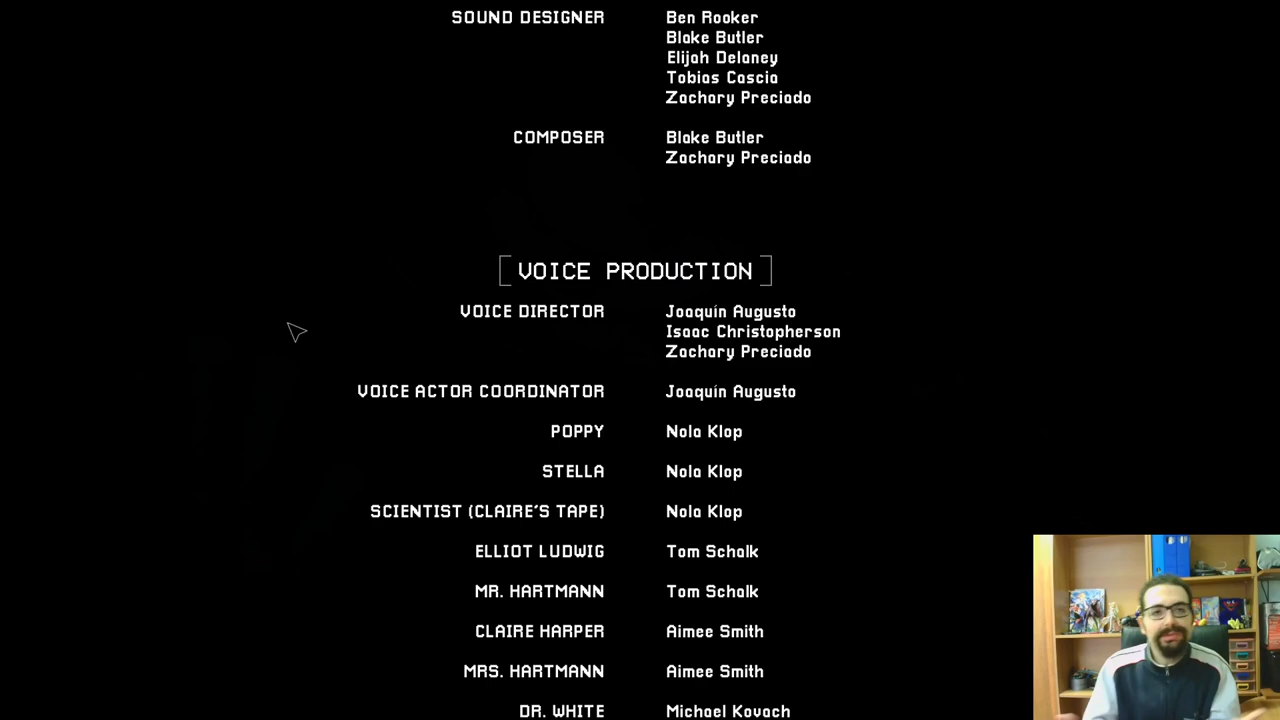 SOUND DESIGNER Ben Rooker
Blake Butler
Elijah Delaney
Tobias Cascia
Zachary Preciado
COMPOSER Blake Butler
Zachary Preciado
VOICE PRODUCTION
VOICE DIRECTOR Joaquín Augusto
Isaac Christopherson
Zachary Preciado
VOICE ACTOR COORDINATOR Joaquín Augusto
POPPY Nola Klop
STELLA Nola Klop
SCIENTIST (CLAIRE'S TAPE) Nola Klop
ELLIOT LUDWIG Tom Schalk
MR. HARTMANN Tom Schalk
CLAIRE HARPER Aimee Smith
MRS. HARTMANN Aimee Smith
DR. WHITE Michael Kovach